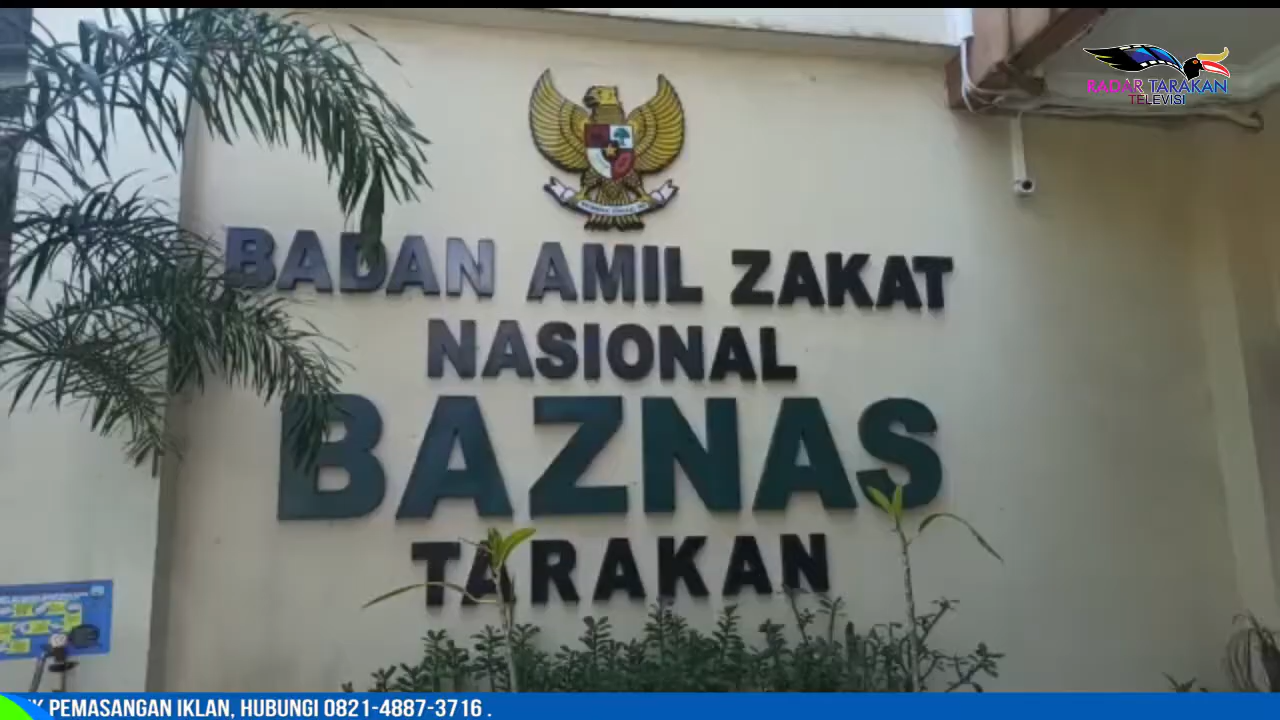 RADAR TARAKAN
TELEVISI
BADAN AMIL ZAKAT
NASIONAL
BAZNAS
TARAKAN
PEMASANGAN IKLAN, HUBUNGI 0821-4887-3716 .